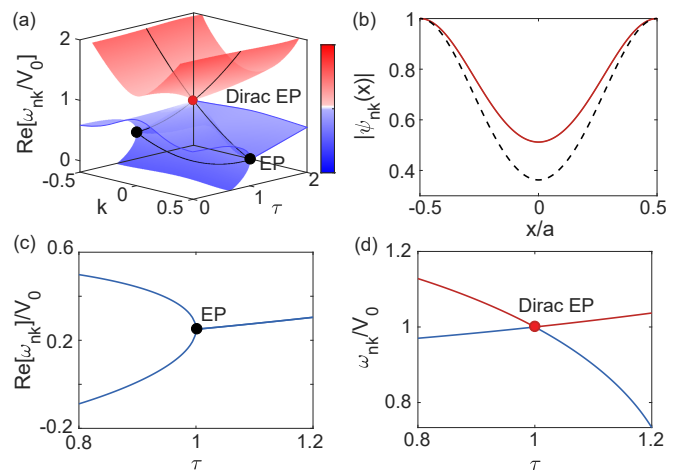 (a)
Re[ω_nk/V_0]
2
1
0
Dirac EP
EP
-0.5
0
0.5
k
0
1
2
τ
(b)
|ψ_nk(x)|
1
0.8
0.6
0.4
-0.5
0
0.5
x/a
(c)
Re[ω_nk]/V_0
0.6
0.2
-0.2
EP
0.8
1
1.2
τ
(d)
ω_nk/V_0
1.2
1
0.8
Dirac EP
0.8
1
1.2
τ